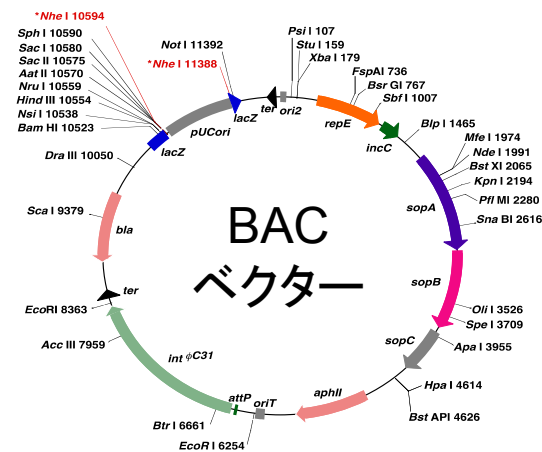 *Nhe I 10594
Sph I 10590
Sac I 10580
Sac II 10575
Aat II 10570
Nru I 10559
Hind III 10554
Nsi I 10538
Bam HI 10523
Dra III 10050
Sca I 9379
bla
ter
EcoRI 8363
Acc III 7959
int φC31
Btr I 6661
attP
oriT
EcoR I 6254
aphII
Not I 11392
*Nhe I 11388
lacZ
pUCori
lacZ
ter
ori2
Psi I 107
Stu I 159
Xba I 179
FspAI 736
Bsr GI 767
Sbf I 1007
repE
incC
Blp I 1465
Mfe I 1974
Nde I 1991
Bst XI 2065
Kpn I 2194
Pfl MI 2280
Sna BI 2616
sopA
sopB
Oli I 3526
Spe I 3709
sopC
Apa I 3955
Hpa I 4614
Bst API 4626
BAC
ベクター